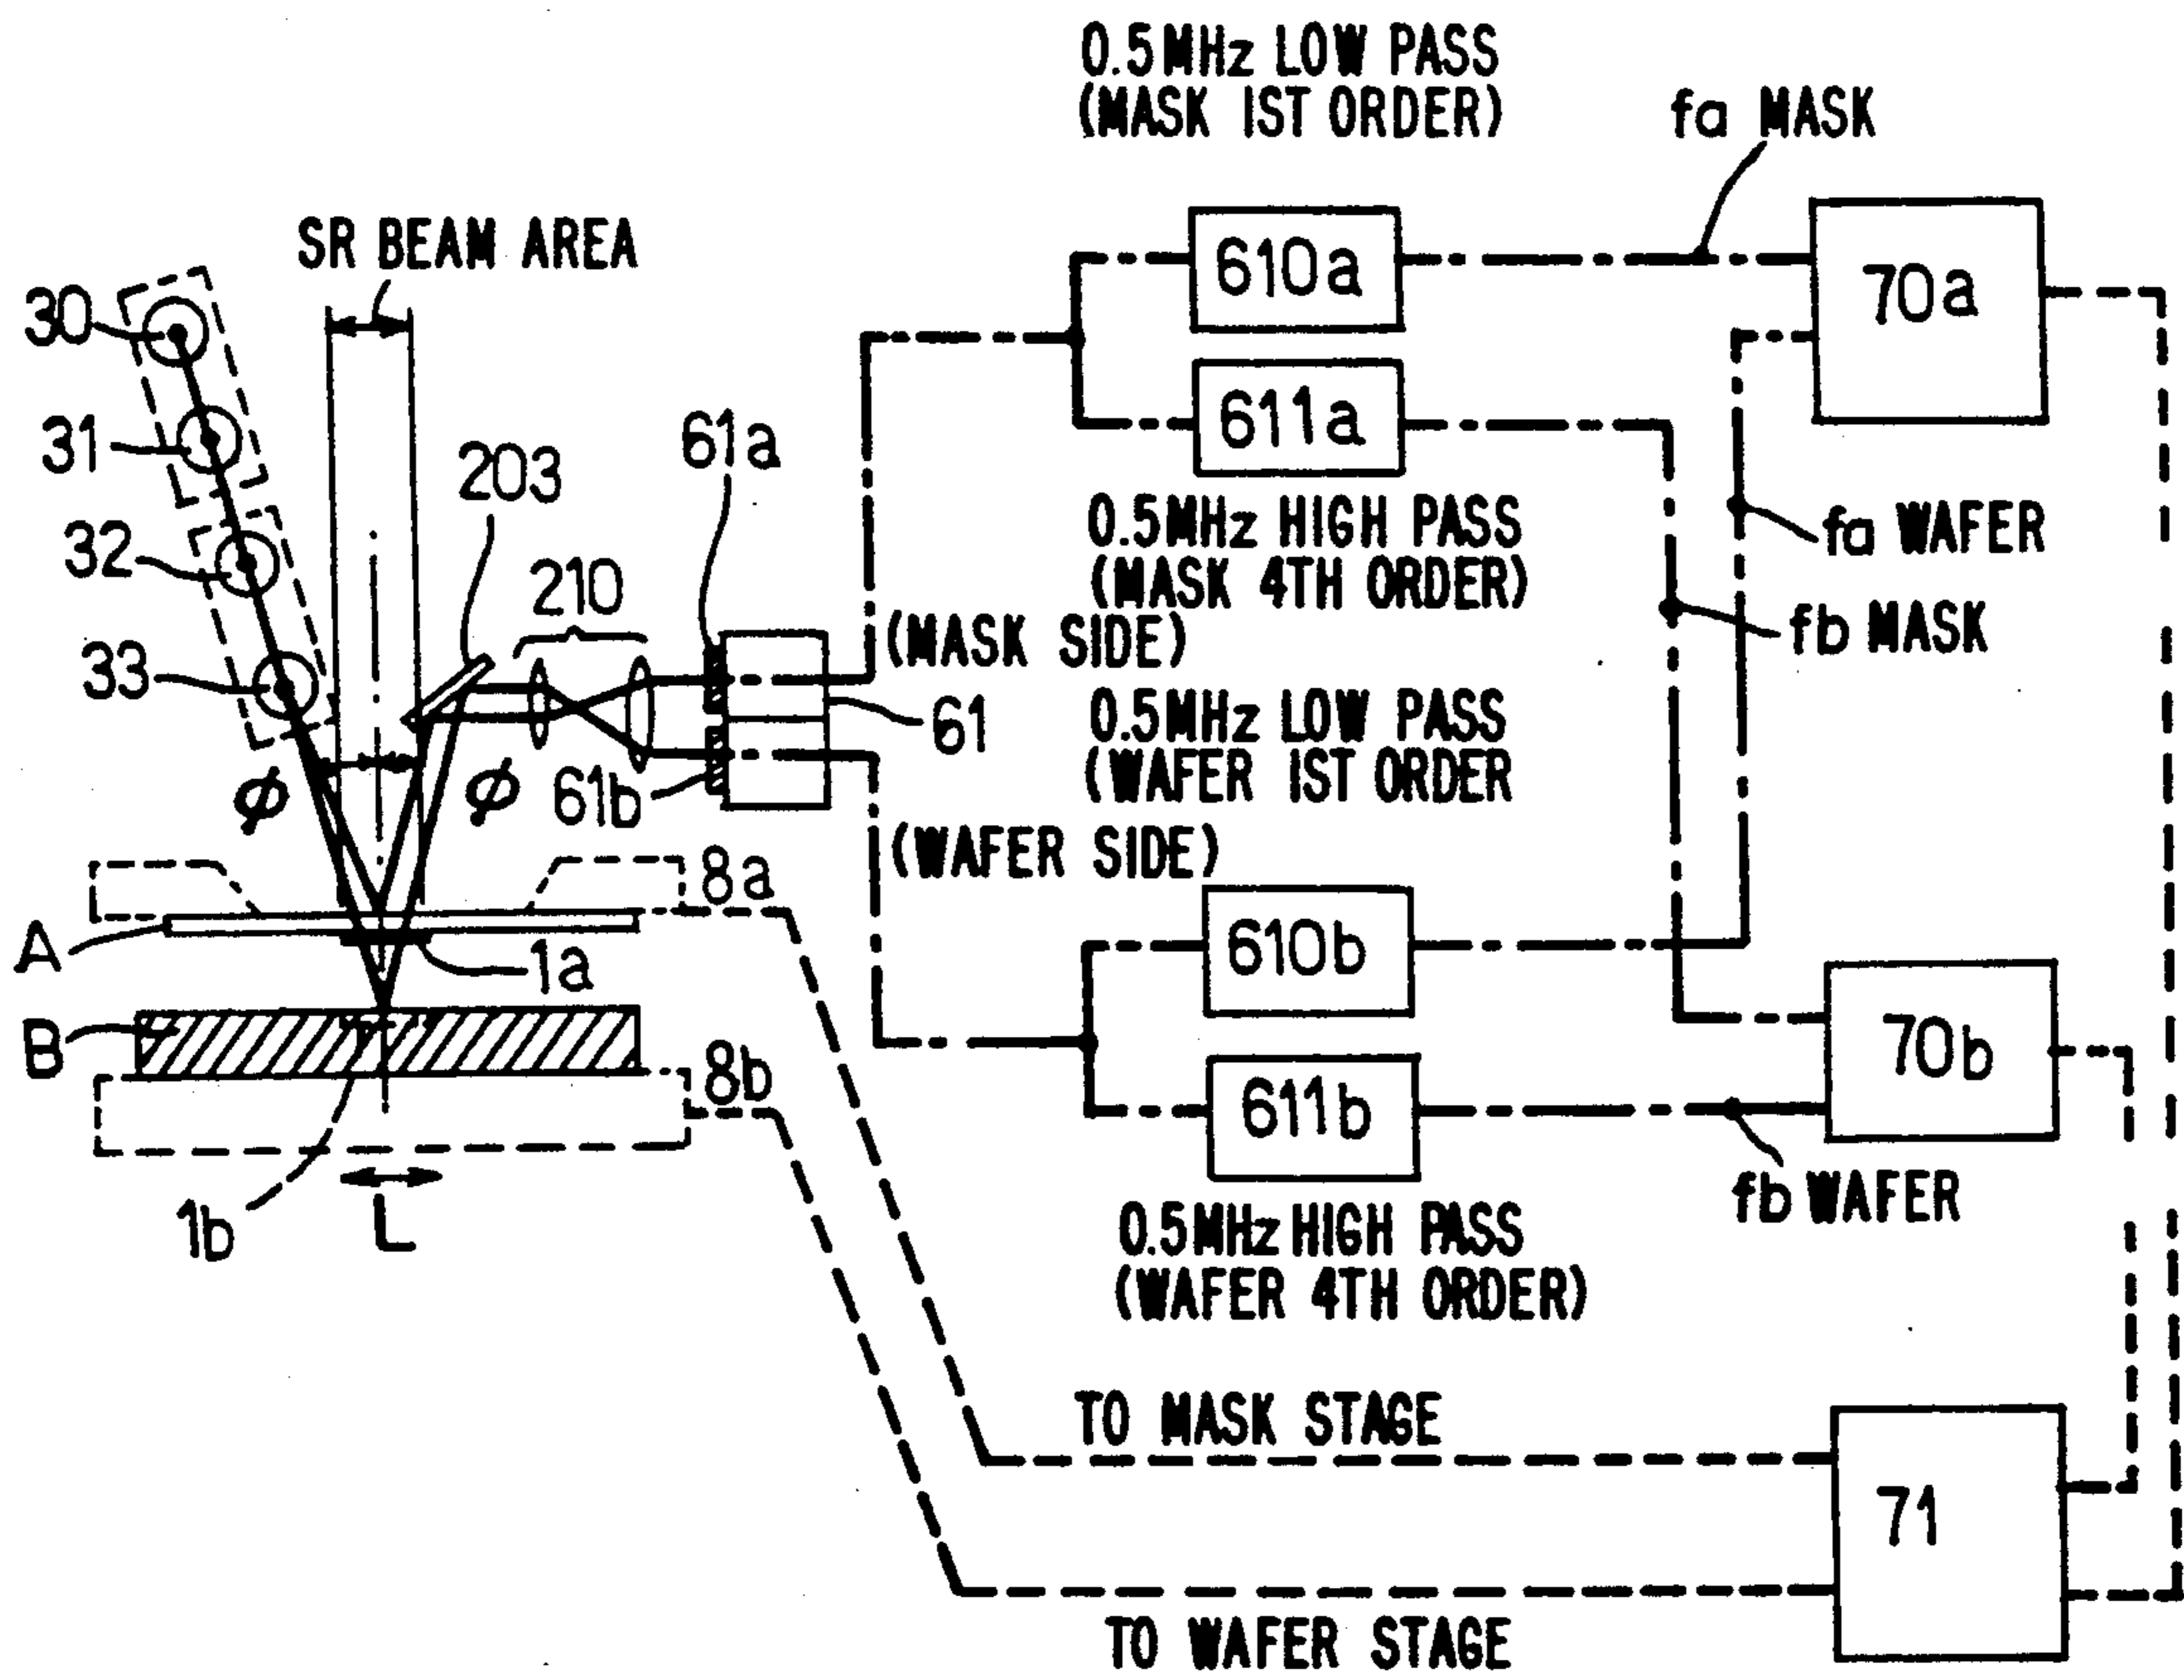 0.5MHz LOW PASS
(MASK 1ST ORDER)
fa MASK
SR BEAM AREA
610a
70a
30
31
611a
61a
203
32
0.5MHz HIGH PASS
(MASK 4TH ORDER)
fa WAFER
210
(MASK SIDE)
fb MASK
33
61
0.5MHz LOW PASS
(WAFER 1ST ORDER
ϕ
ϕ
61b
(WAFER SIDE)
8a
A
1a
610b
B
8b
70b
611b
1b
L
fb WAFER
0.5MHz HIGH PASS
(WAFER 4TH ORDER)
TO MASK STAGE
71
TO WAFER STAGE